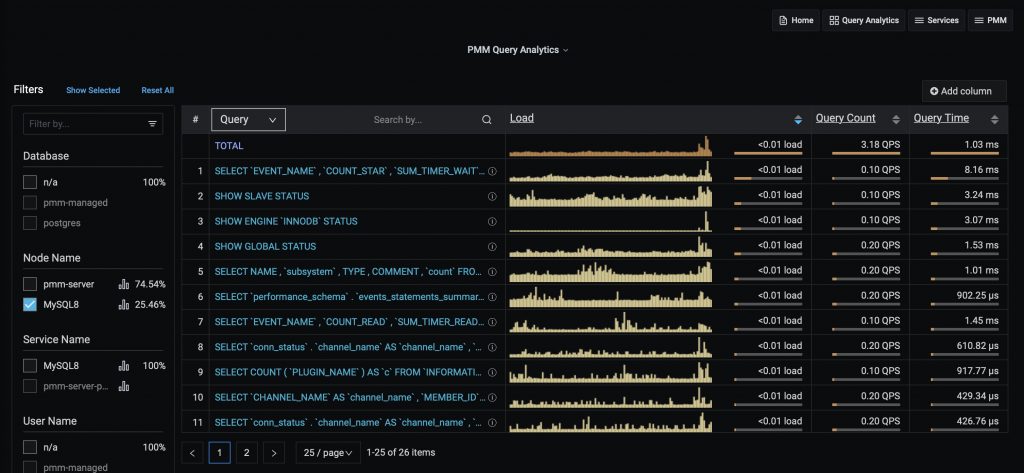 Home Query Analytics Services PMM
PMM Query Analytics
Filters Show Selected Reset All
Add column
Filter by...
Database
n/a 100%
pmm-managed
postgres
Node Name
pmm-server 74.54%
MySQL8 25.46%
Service Name
MySQL8 100%
pmm-server-p...
User Name
n/a 100%
pmm-managed
# Query Search by... Load Query Count Query Time
TOTAL <0.01 load 3.18 QPS 1.03 ms
1 SELECT `EVENT_NAME` , `COUNT_STAR` , `SUM_TIMER_WAIT`... <0.01 load 0.10 QPS 8.16 ms
2 SHOW SLAVE STATUS <0.01 load 0.10 QPS 3.24 ms
3 SHOW ENGINE `INNODB` STATUS <0.01 load 0.10 QPS 3.07 ms
4 SHOW GLOBAL STATUS <0.01 load 0.20 QPS 1.53 ms
5 SELECT NAME , `subsystem` , TYPE , COMMENT , `count` FRO... <0.01 load 0.20 QPS 1.01 ms
6 SELECT `performance_schema` . `events_statements_summar... <0.01 load 0.20 QPS 902.25 µs
7 SELECT `EVENT_NAME` , `COUNT_READ` , `SUM_TIMER_READ... <0.01 load 0.10 QPS 1.45 ms
8 SELECT `conn_status` . `channel_name` AS `channel_name` , `... <0.01 load 0.20 QPS 610.82 µs
9 SELECT COUNT ( `PLUGIN_NAME` ) AS `c` FROM `INFORMATI... <0.01 load 0.20 QPS 917.77 µs
10 SELECT `CHANNEL_NAME` AS `channel_name` , `MEMBER_ID`... <0.01 load 0.20 QPS 429.34 µs
11 SELECT `conn_status` . `channel_name` AS `channel_name` , `... <0.01 load 0.20 QPS 426.76 µs
< 1 2 > 25 / page 1-25 of 26 items